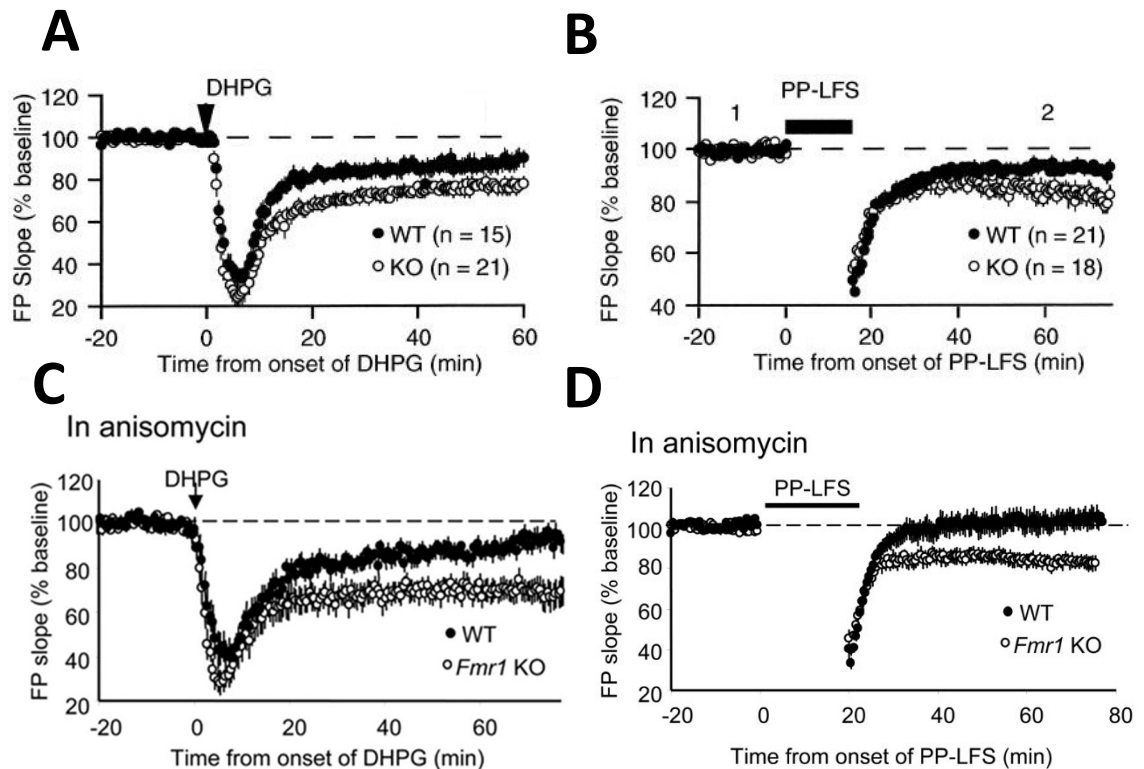 A
DHPG
120
100
80
60
40
20
FP Slope (% baseline)
● WT (n = 15)
○ KO (n = 21)
-20 0 20 40 60
Time from onset of DHPG (min)
B
PP-LFS
120
100
80
60
40
1 2
FP Slope (% baseline)
● WT (n = 21)
○ KO (n = 18)
-20 0 20 40 60
Time from onset of PP-LFS (min)
C
In anisomycin
DHPG
120
100
80
60
40
20
FP slope (% baseline)
● WT
○ Fmr1 KO
-20 0 20 40 60
Time from onset of DHPG (min)
D
In anisomycin
PP-LFS
120
100
80
60
40
20
FP slope (% baseline)
● WT
○ Fmr1 KO
-20 0 20 40 60 80
Time from onset of PP-LFS (min)